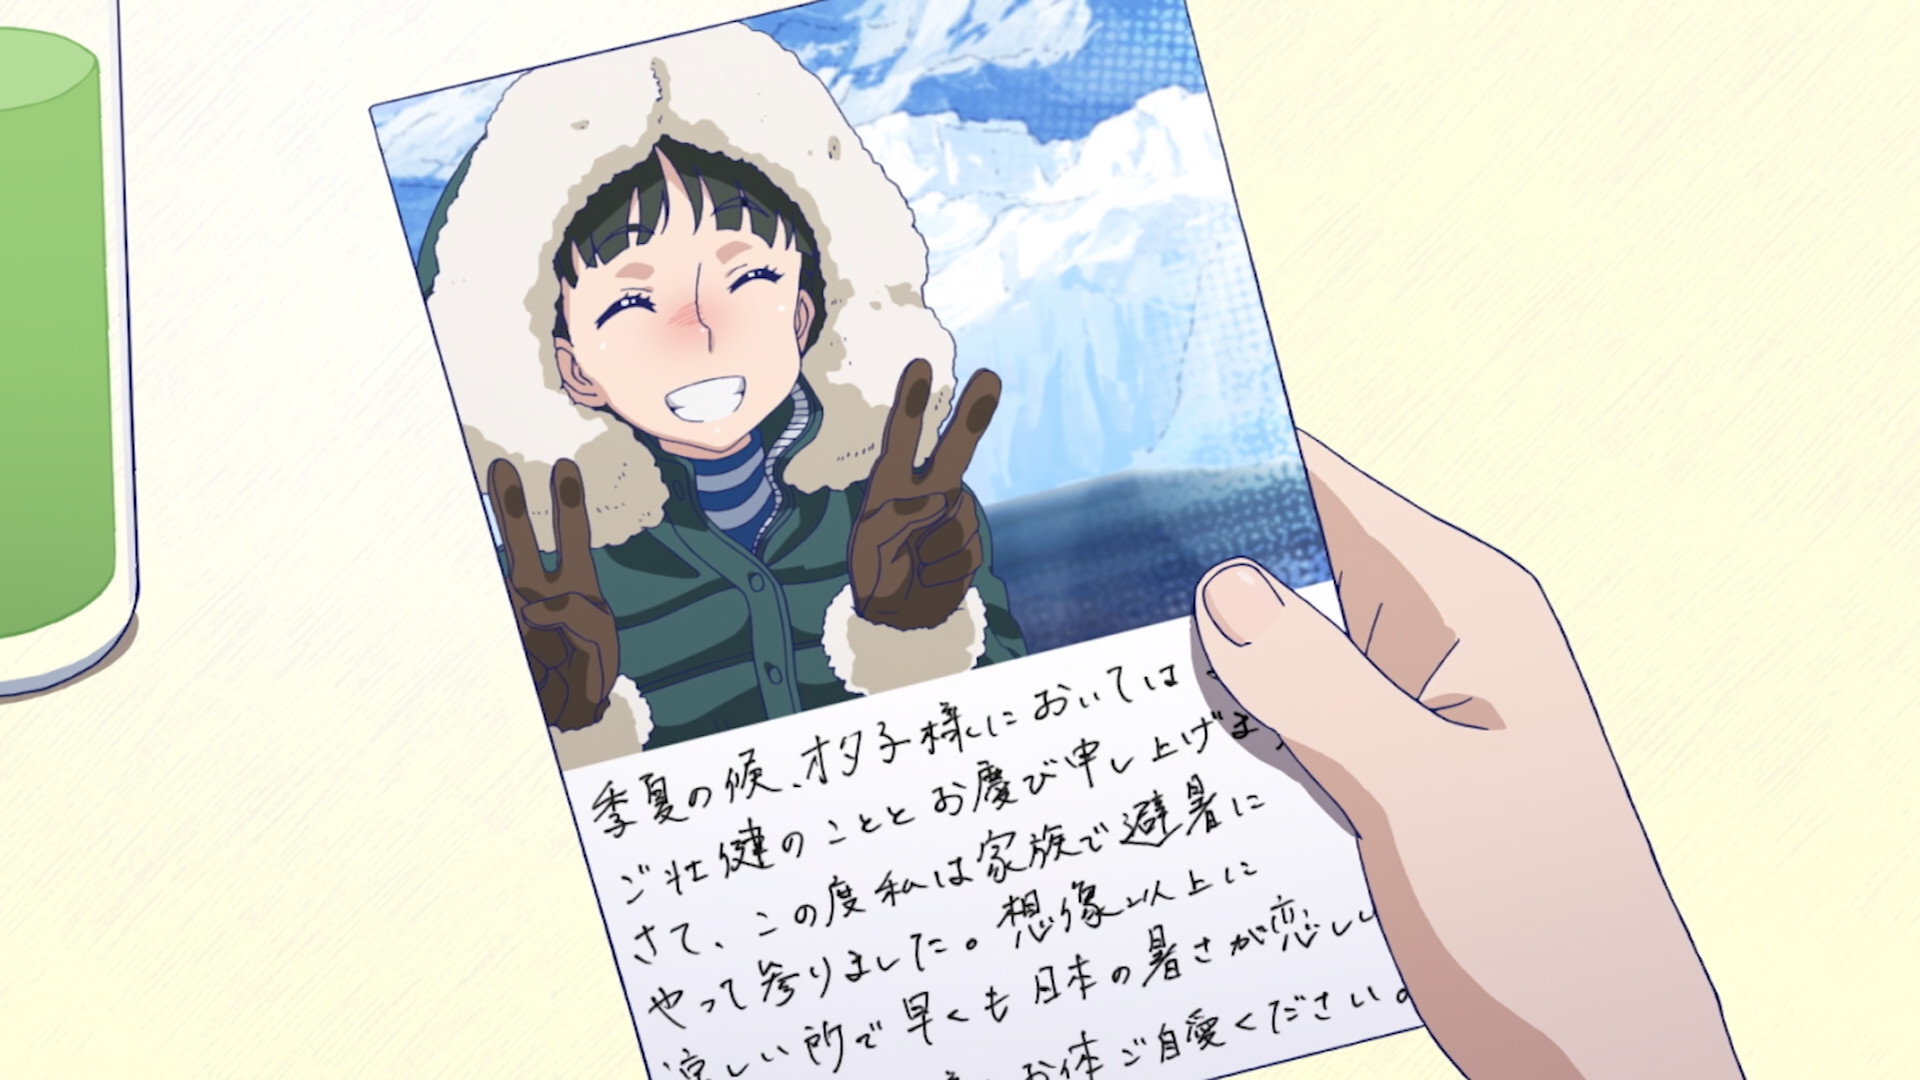 季夏の候、オタ子様においては
ご壮健のこととお慶び申し上げます
さて、この度私は家族で避暑に
やって参りました。想像以上に
涼しい所で早くも日本の暑さが恋しい
お体ご自愛ください。